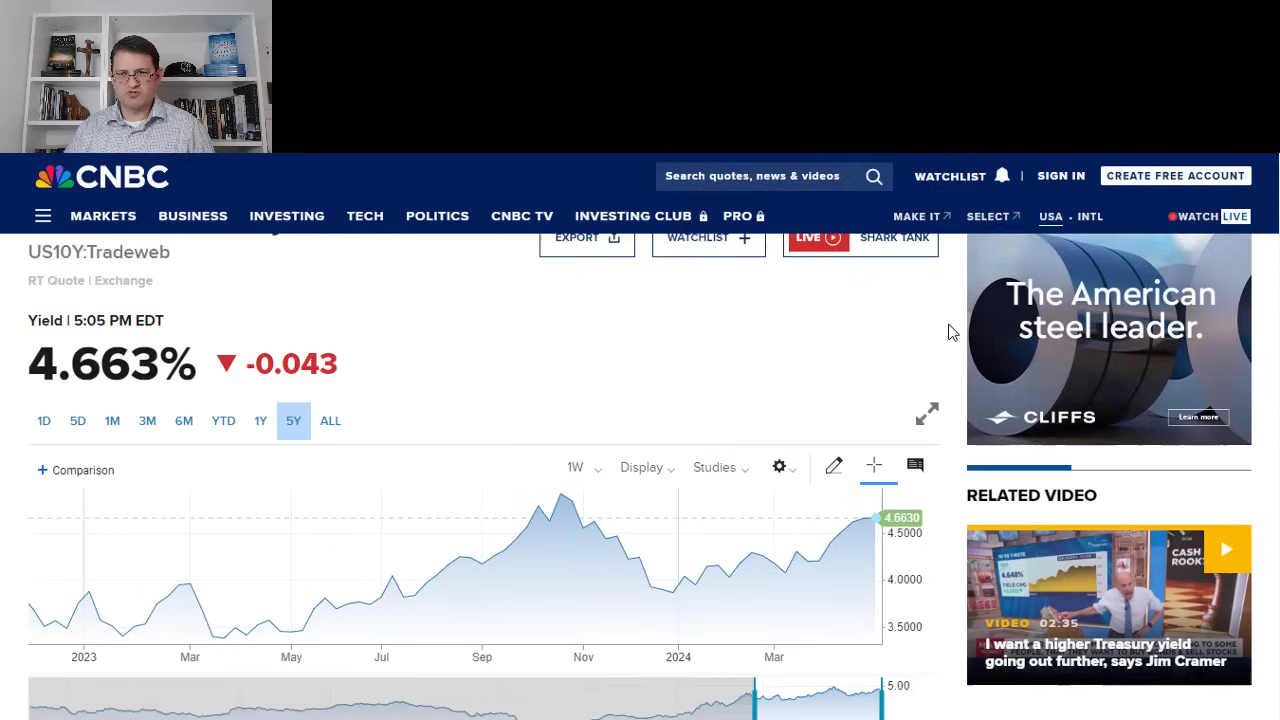 CNBC
Search quotes, news & videos
WATCHLIST
SIGN IN
CREATE FREE ACCOUNT
MARKETS
BUSINESS
INVESTING
TECH
POLITICS
CNBC TV
INVESTING CLUB
PRO
MAKE IT
SELECT
USA • INTL
WATCH LIVE
US10Y:Tradeweb
EXPORT
WATCHLIST +
LIVE
SHARK TANK
RT Quote | Exchange
Yield | 5:05 PM EDT
4.663% ▼ -0.043
1D 5D 1M 3M 6M YTD 1Y 5Y ALL
+ Comparison
1W
Display
Studies
4.6630
4.5000
4.0000
3.5000
2023 Mar May Jul Sep Nov 2024 Mar
5.00
The American
steel leader.
CLIFFS
Learn more
RELATED VIDEO
4.648%
CASH
VIDEO 02:35
I want a higher Treasury yield
going out further, says Jim Cramer